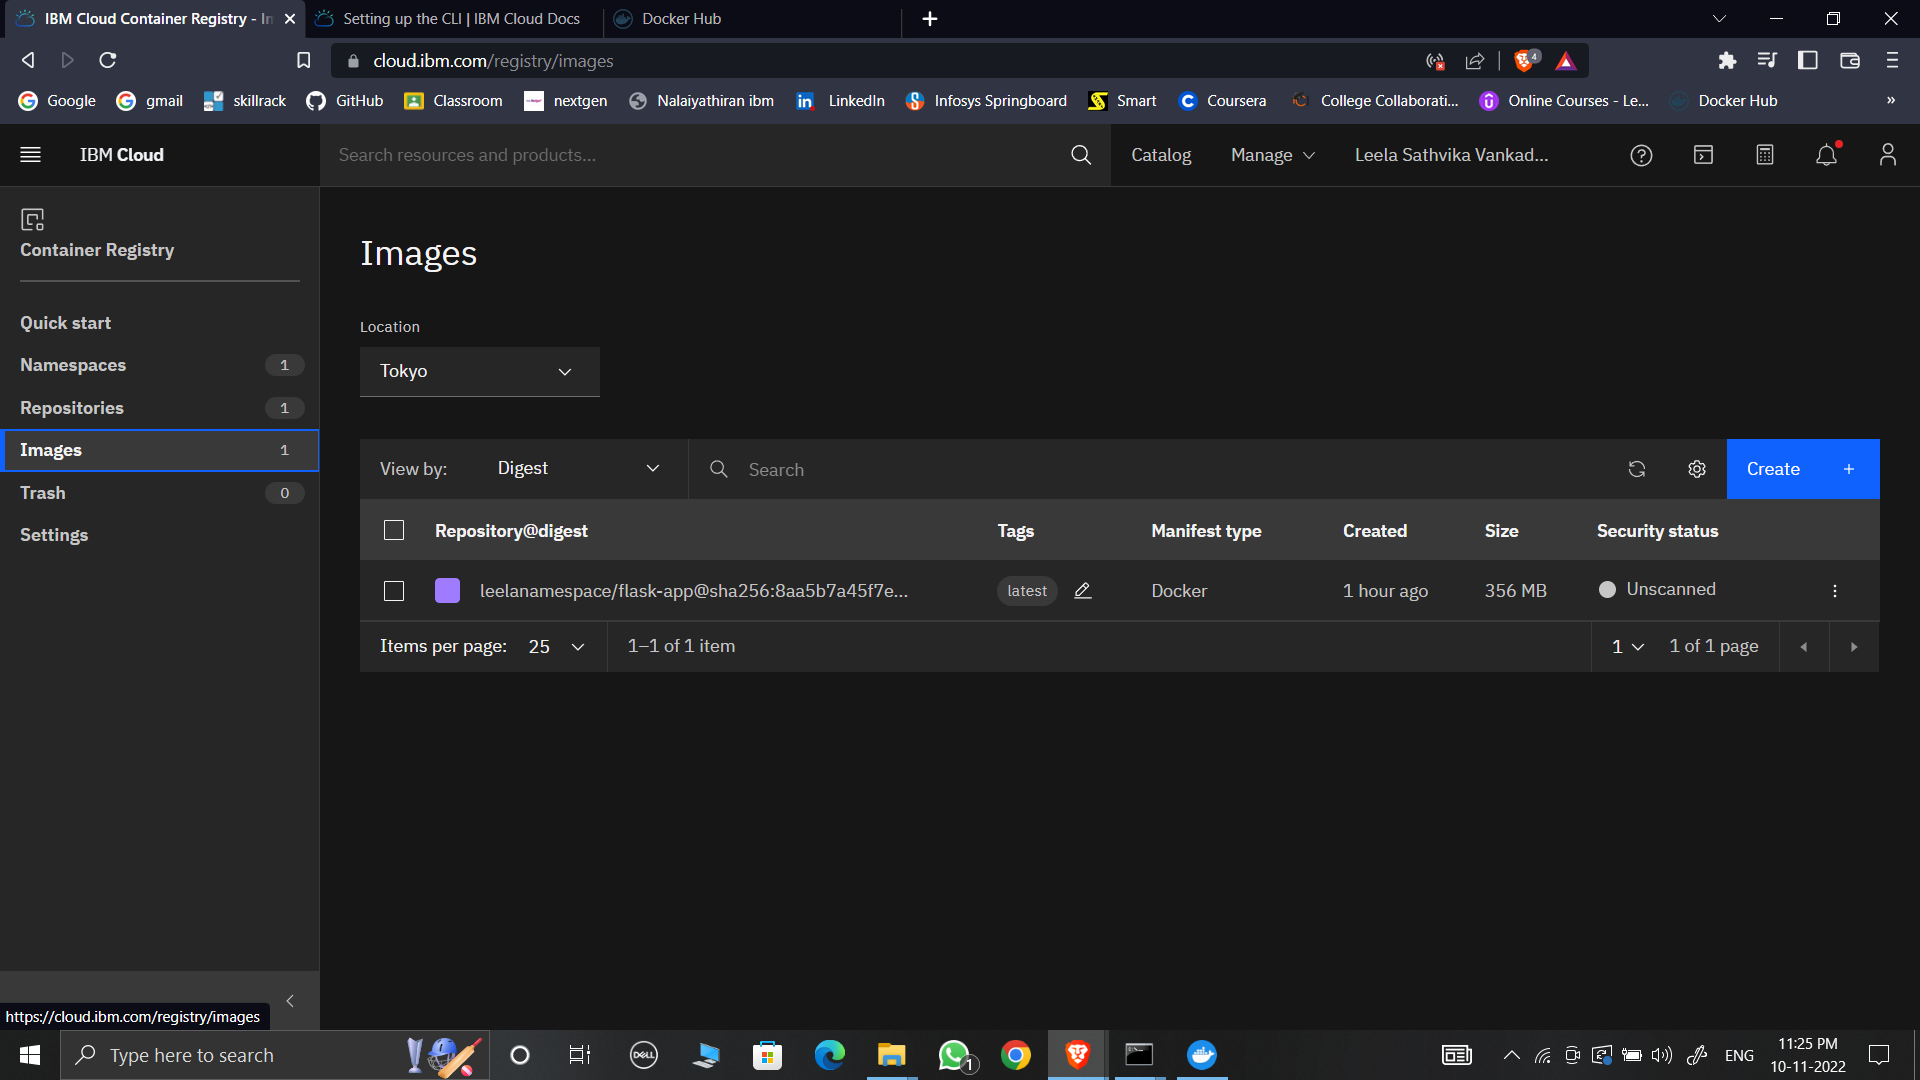 IBM Cloud Container Registry - In
Setting up the CLI | IBM Cloud Docs
Docker Hub
cloud.ibm.com/registry/images
4
Google
gmail
skillrack
GitHub
Classroom
nextgen
Nalaiyathiran ibm
LinkedIn
Infosys Springboard
Smart
Coursera
College Collaborati...
Online Courses - Le...
Docker Hub
»
IBM Cloud
Search resources and products...
Catalog
Manage
Leela Sathvika Vankad...
Container Registry
Quick start
Namespaces 1
Repositories 1
Images 1
Trash 0
Settings
Images
Location
Tokyo
View by: Digest
Search
Create +
Repository@digest Tags Manifest type Created Size Security status
leelanamespace/flask-app@sha256:8aa5b7a45f7e... latest Docker 1 hour ago 356 MB Unscanned
Items per page: 25 1–1 of 1 item 1 1 of 1 page
https://cloud.ibm.com/registry/images
Type here to search
DELL
1
ENG
11:25 PM
10-11-2022